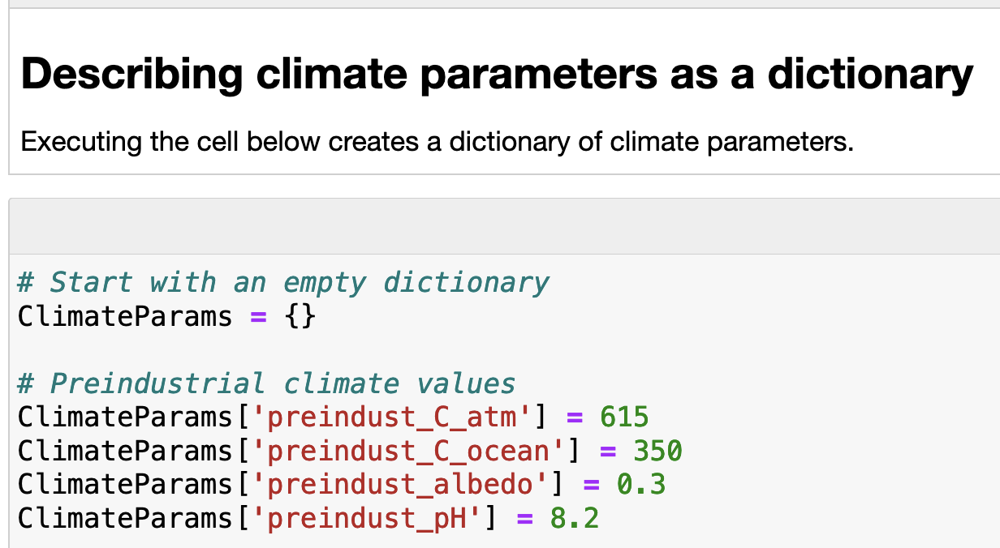 Describing climate parameters as a dictionary
Executing the cell below creates a dictionary of climate parameters.
# Start with an empty dictionary
ClimateParams = {}
# Preindustrial climate values
ClimateParams['preindust_C_atm'] = 615
ClimateParams['preindust_C_ocean'] = 350
ClimateParams['preindust_albedo'] = 0.3
ClimateParams['preindust_pH'] = 8.2